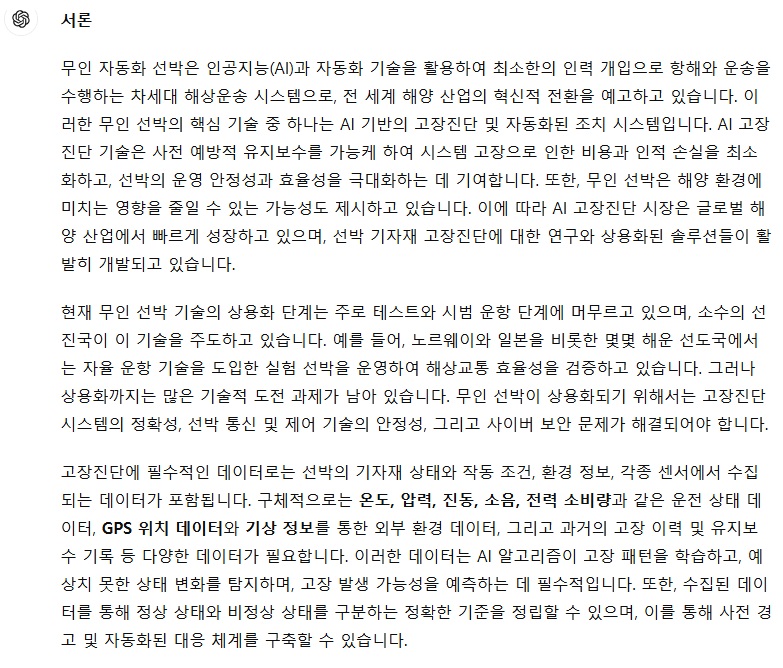 서론
무인 자동화 선박은 인공지능(AI)과 자동화 기술을 활용하여 최소한의 인력 개입으로 항해와 운송을
수행하는 차세대 해상운송 시스템으로, 전 세계 해양 산업의 혁신적 전환을 예고하고 있습니다. 이
러한 무인 선박의 핵심 기술 중 하나는 AI 기반의 고장진단 및 자동화된 조치 시스템입니다. AI 고장
진단 기술은 사전 예방적 유지보수를 가능케 하여 시스템 고장으로 인한 비용과 인적 손실을 최소
화하고, 선박의 운영 안정성과 효율성을 극대화하는 데 기여합니다. 또한, 무인 선박은 해양 환경에
미치는 영향을 줄일 수 있는 가능성도 제시하고 있습니다. 이에 따라 AI 고장진단 시장은 글로벌 해
양 산업에서 빠르게 성장하고 있으며, 선박 기자재 고장진단에 대한 연구와 상용화된 솔루션들이 활
발히 개발되고 있습니다.
현재 무인 선박 기술의 상용화 단계는 주로 테스트와 시범 운항 단계에 머무르고 있으며, 소수의 선
진국이 이 기술을 주도하고 있습니다. 예를 들어, 노르웨이와 일본을 비롯한 몇몇 해운 선도국에서
는 자율 운항 기술을 도입한 실험 선박을 운영하여 해상교통 효율성을 검증하고 있습니다. 그러나
상용화까지는 많은 기술적 도전 과제가 남아 있습니다. 무인 선박이 상용화되기 위해서는 고장진단
시스템의 정확성, 선박 통신 및 제어 기술의 안정성, 그리고 사이버 보안 문제가 해결되어야 합니다.
고장진단에 필수적인 데이터로는 선박의 기자재 상태와 작동 조건, 환경 정보, 각종 센서에서 수집
되는 데이터가 포함됩니다. 구체적으로는 온도, 압력, 진동, 소음, 전력 소비량과 같은 운전 상태 데
이터, GPS 위치 데이터와 기상 정보를 통한 외부 환경 데이터, 그리고 과거의 고장 이력 및 유지보
수 기록 등 다양한 데이터가 필요합니다. 이러한 데이터는 AI 알고리즘이 고장 패턴을 학습하고, 예
상치 못한 상태 변화를 탐지하며, 고장 발생 가능성을 예측하는 데 필수적입니다. 또한, 수집된 데이
터를 통해 정상 상태와 비정상 상태를 구분하는 정확한 기준을 정립할 수 있으며, 이를 통해 사전 경
고 및 자동화된 대응 체계를 구축할 수 있습니다.